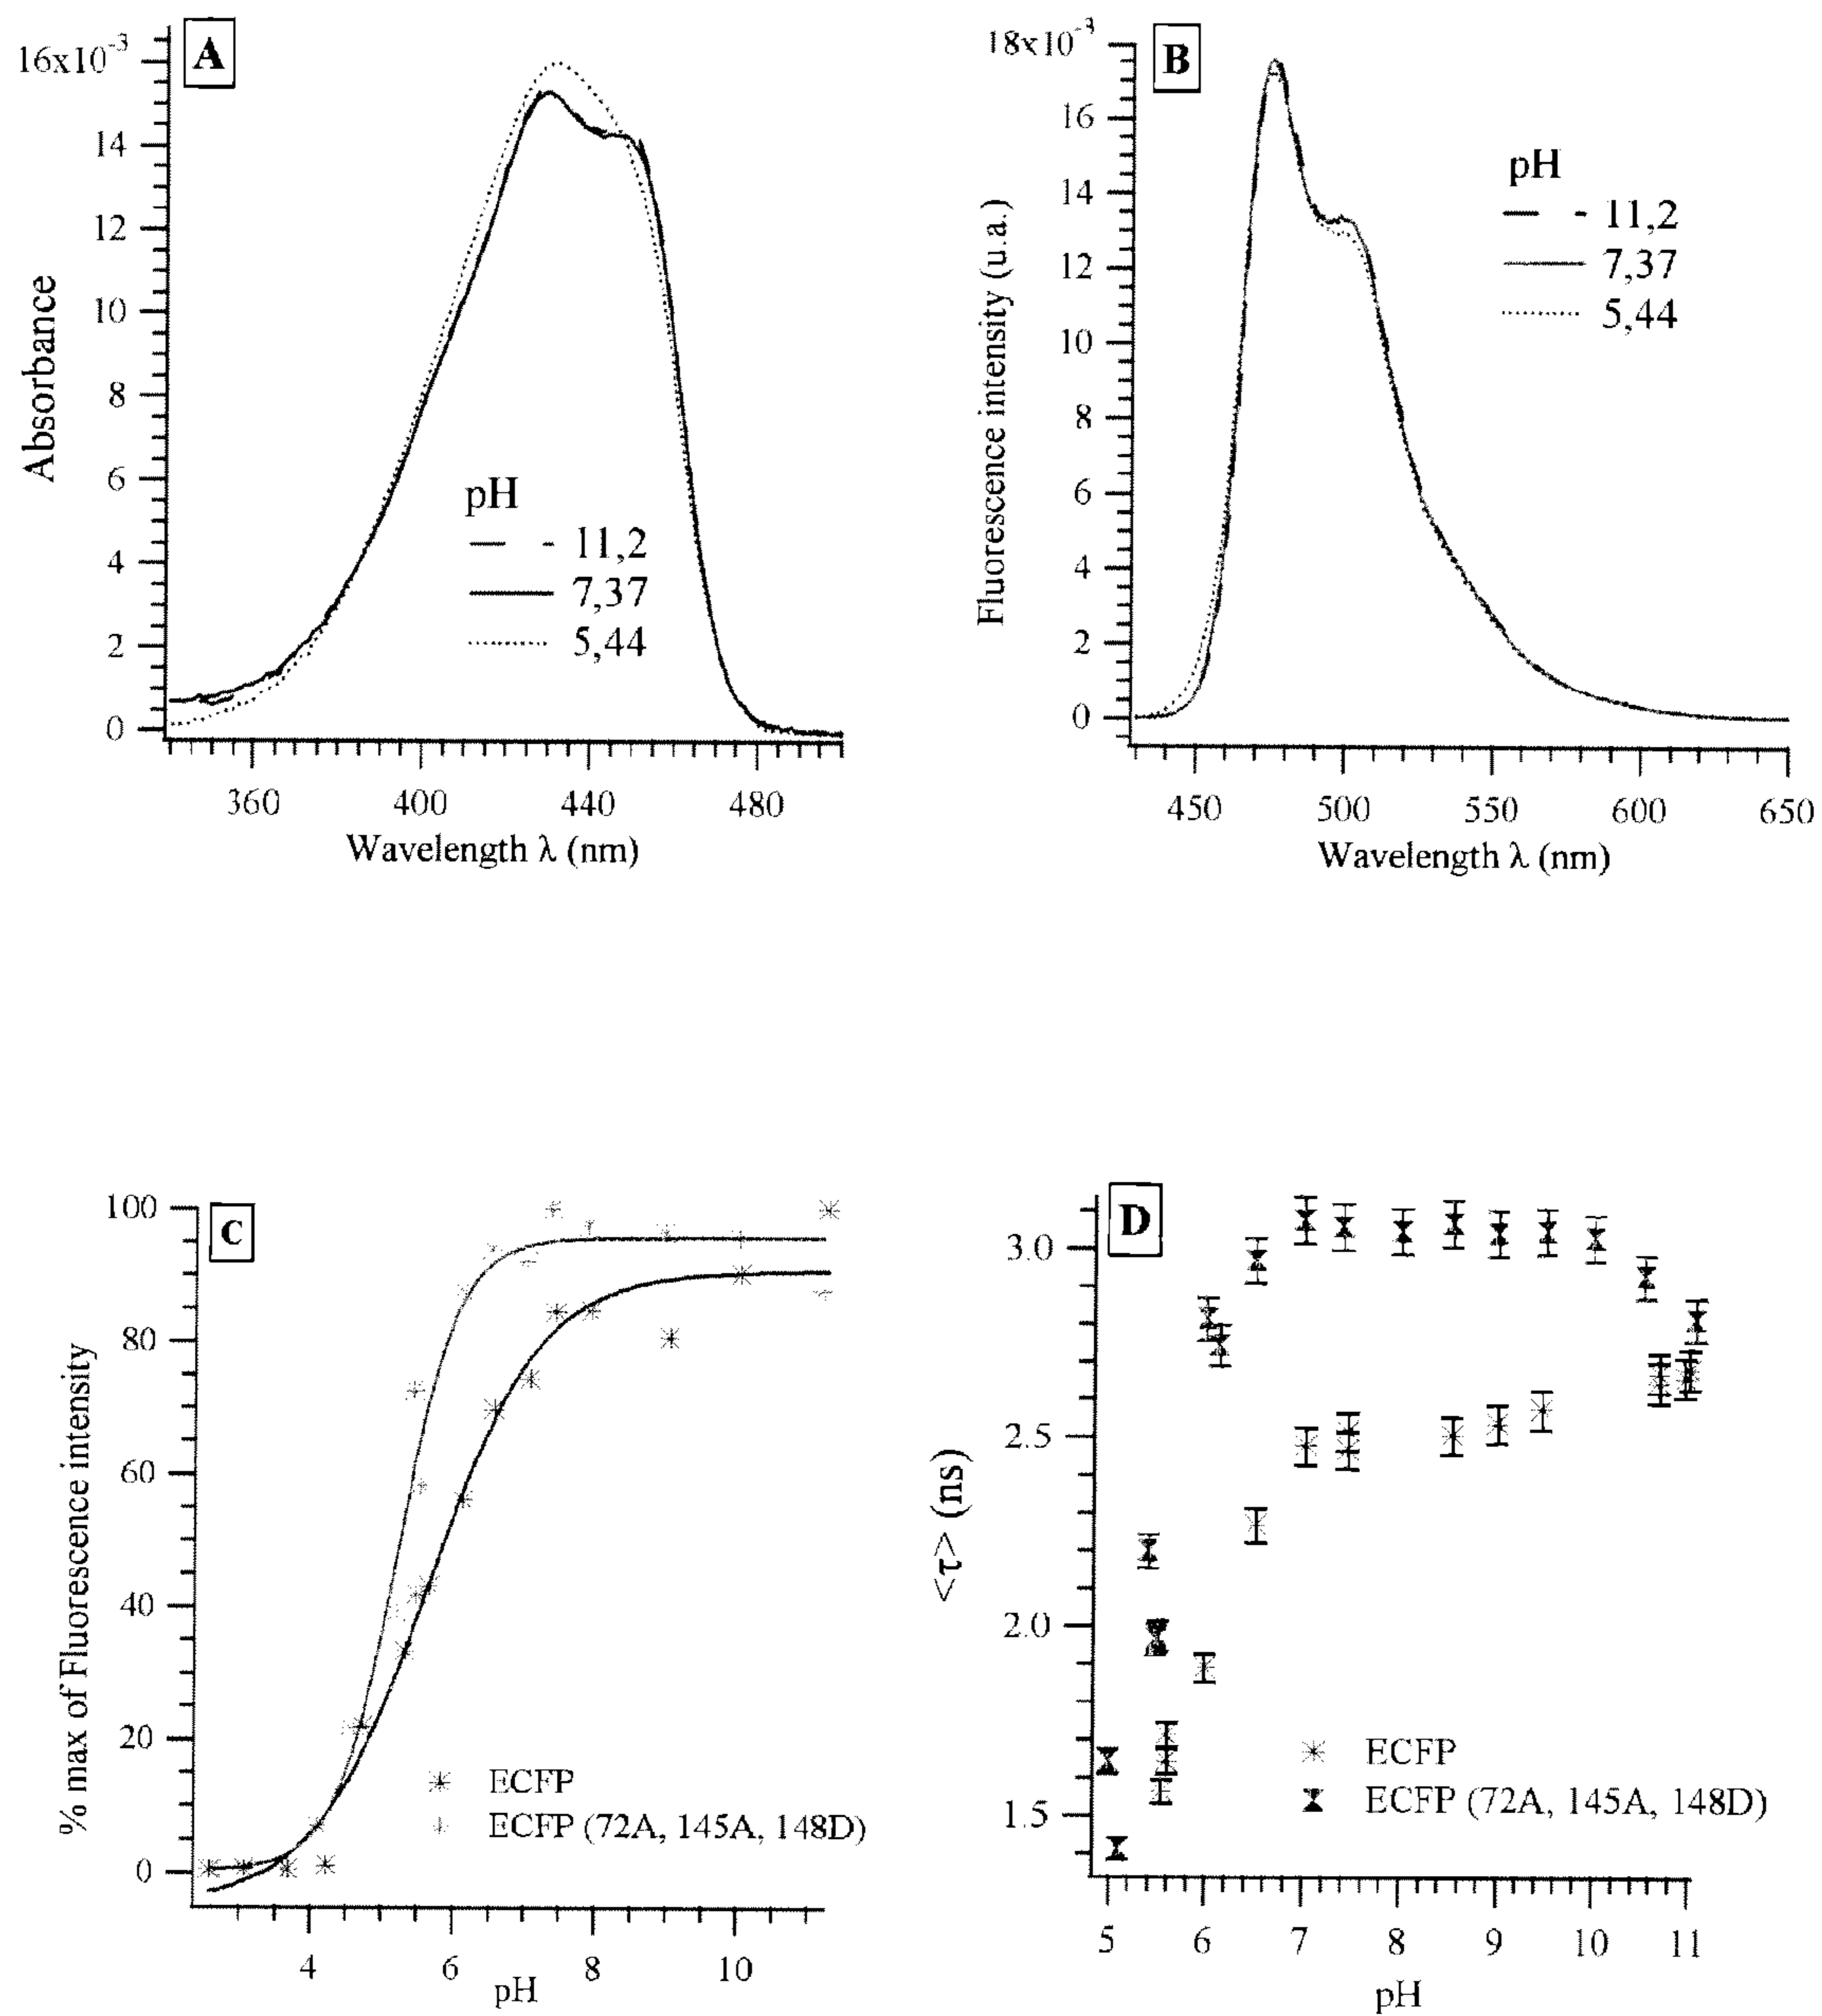 A
16x10-3
14
12
10
8
6
4
2
0
Absorbance
pH
11,2
7,37
5,44
360 400 440 480
Wavelength λ (nm)
B
18x10-3
16
14
12
10
8
6
4
2
0
Fluorescence intensity (u.a.)
pH
11,2
7,37
5,44
450 500 550 600 650
Wavelength λ (nm)
C
100
80
60
40
20
0
% max of Fluorescence intensity
ECFP
ECFP (72A, 145A, 148D)
4 6 8 10
pH
D
3.0
2.5
2.0
1.5
<τ> (ns)
ECFP
ECFP (72A, 145A, 148D)
5 6 7 8 9 10 11
pH